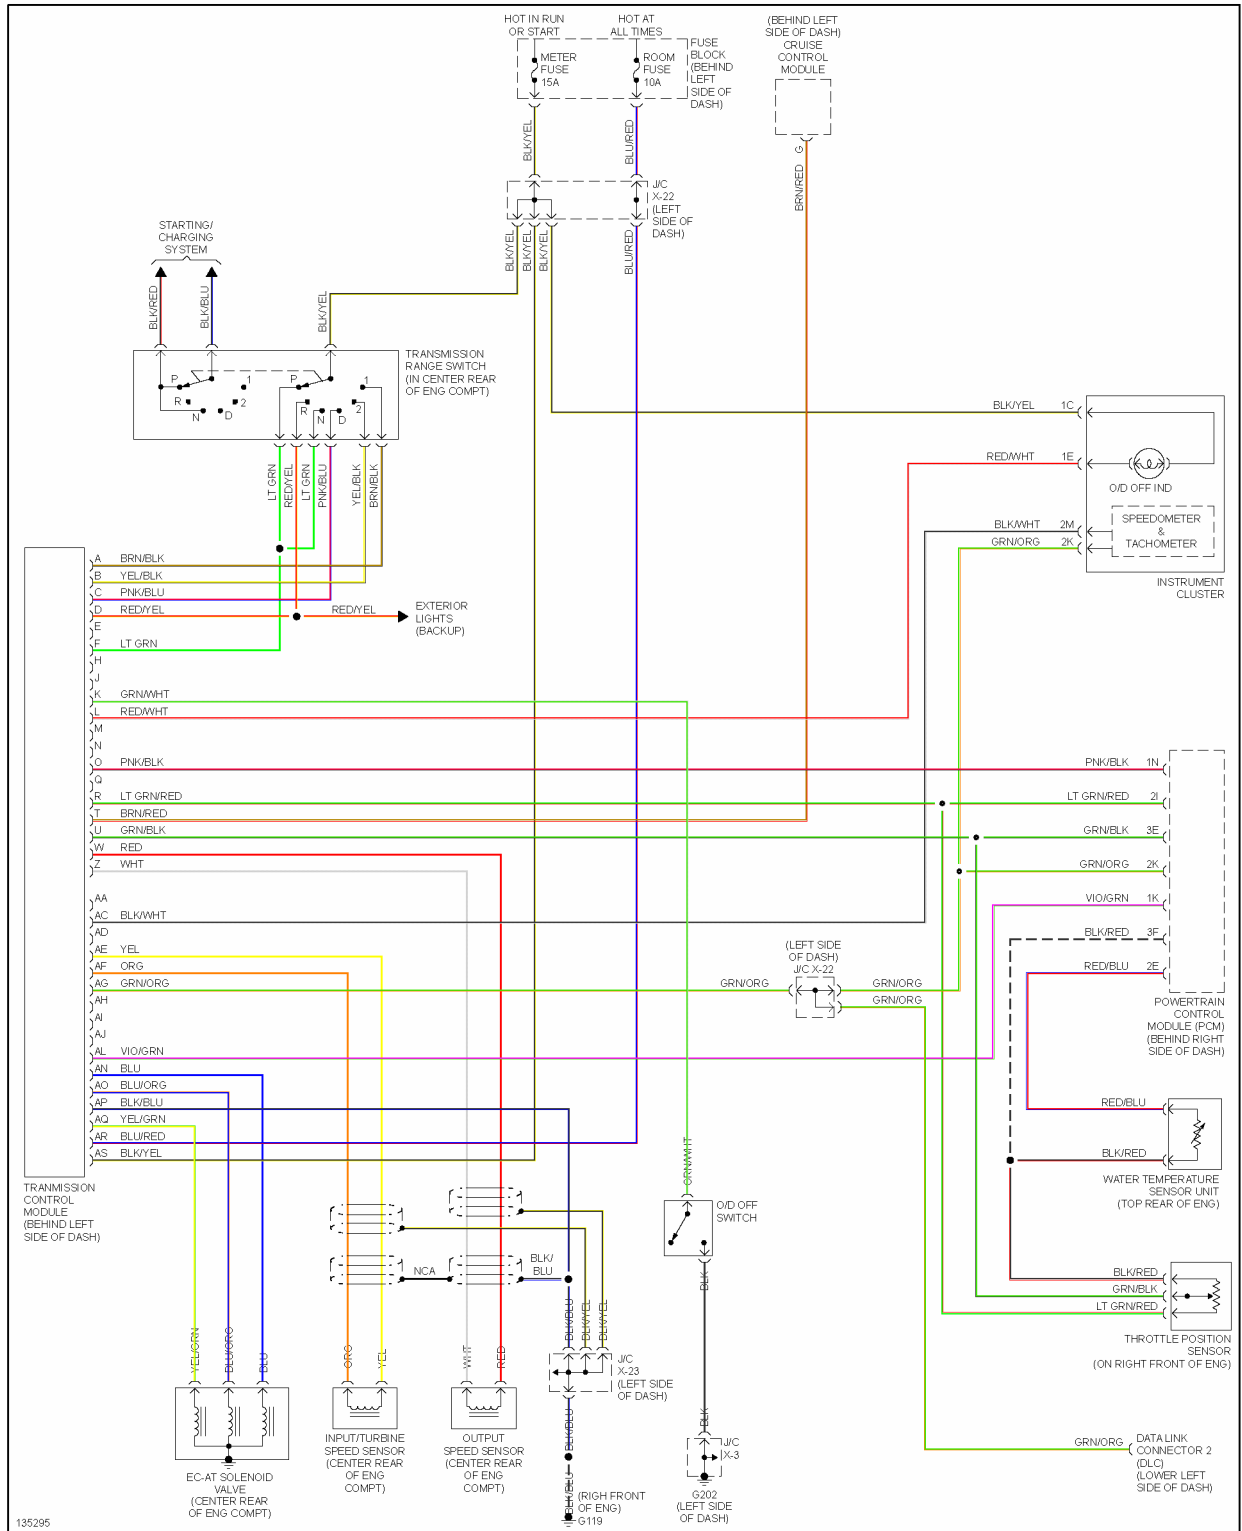 HOT IN RUN
OR START
HOT AT
ALL TIMES
(BEHIND LEFT
SIDE OF DASH)
CRUISE
CONTROL
MODULE
METER
FUSE
15A
ROOM
FUSE
10A
FUSE
BLOCK
(BEHIND
LEFT
SIDE OF
DASH)
BLK/YEL
BLU/RED
BRN/RED G
J/C
X-22
(LEFT
SIDE OF
DASH)
BLK/YEL
BLK/YEL
BLK/YEL
BLU/RED
STARTING/
CHARGING
SYSTEM
BLK/RED
BLK/BLU
BLK/YEL
TRANSMISSION
RANGE SWITCH
(IN CENTER REAR
OF ENG COMPT)
P 1
R 2
N D
P 1
R 2
N D
LT GRN
RED/YEL
LT GRN
PNK/BLU
YEL/BLK
BRN/BLK
BLK/YEL 1C
RED/WHT 1E
O/D OFF IND
BLK/WHT 2M
GRN/ORG 2K
SPEEDOMETER
&
TACHOMETER
INSTRUMENT
CLUSTER
A BRN/BLK
B YEL/BLK
C PNK/BLU
D RED/YEL
RED/YEL
EXTERIOR
LIGHTS
(BACKUP)
E
F LT GRN
H
J
K GRN/WHT
L RED/WHT
M
N
O PNK/BLK
Q
R LT GRN/RED
T BRN/RED
U GRN/BLK
W RED
Z WHT
AA
AC BLK/WHT
AD
AE YEL
AF ORG
AG GRN/ORG
AH
AI
AJ
AL VIO/GRN
AN BLU
AO BLU/ORG
AP BLK/BLU
AQ YEL/GRN
AR BLU/RED
AS BLK/YEL
TRANMISSION
CONTROL
MODULE
(BEHIND LEFT
SIDE OF DASH)
PNK/BLK 1N
LT GRN/RED 2I
GRN/BLK 3E
GRN/ORG 2K
VIO/GRN 1K
BLK/RED 3F
RED/BLU 2E
POWERTRAIN
CONTROL
MODULE (PCM)
(BEHIND RIGHT
SIDE OF DASH)
(LEFT SIDE
OF DASH)
J/C X-22
GRN/ORG
GRN/ORG
GRN/ORG
RED/BLU
BLK/RED
WATER TEMPERATURE
SENSOR UNIT
(TOP REAR OF ENG)
GRN/WHT
O/D OFF
SWITCH
BLK
NCA
BLK/
BLU
BLK/RED
GRN/BLK
LT GRN/RED
THROTTLE POSITION
SENSOR
(ON RIGHT FRONT OF ENG)
YEL/GRN
BLU/ORG
BLU
ORG
YEL
WHT
RED
BLK/BLU
BLK/YEL
BLK/YEL
J/C
X-23
(LEFT SIDE
OF DASH)
EC-AT SOLENOID
VALVE
(CENTER REAR
OF ENG COMPT)
INPUT/TURBINE
SPEED SENSOR
(CENTER REAR
OF ENG
COMPT)
OUTPUT
SPEED SENSOR
(CENTER REAR
OF ENG
COMPT)
BLK/BLU
BLK/BLU
(RIGH FRONT
OF ENG)
G119
BLK
J/C
X-3
G202
(LEFT SIDE
OF DASH)
GRN/ORG
DATA LINK
CONNECTOR 2
(DLC)
(LOWER LEFT
SIDE OF DASH)
135295